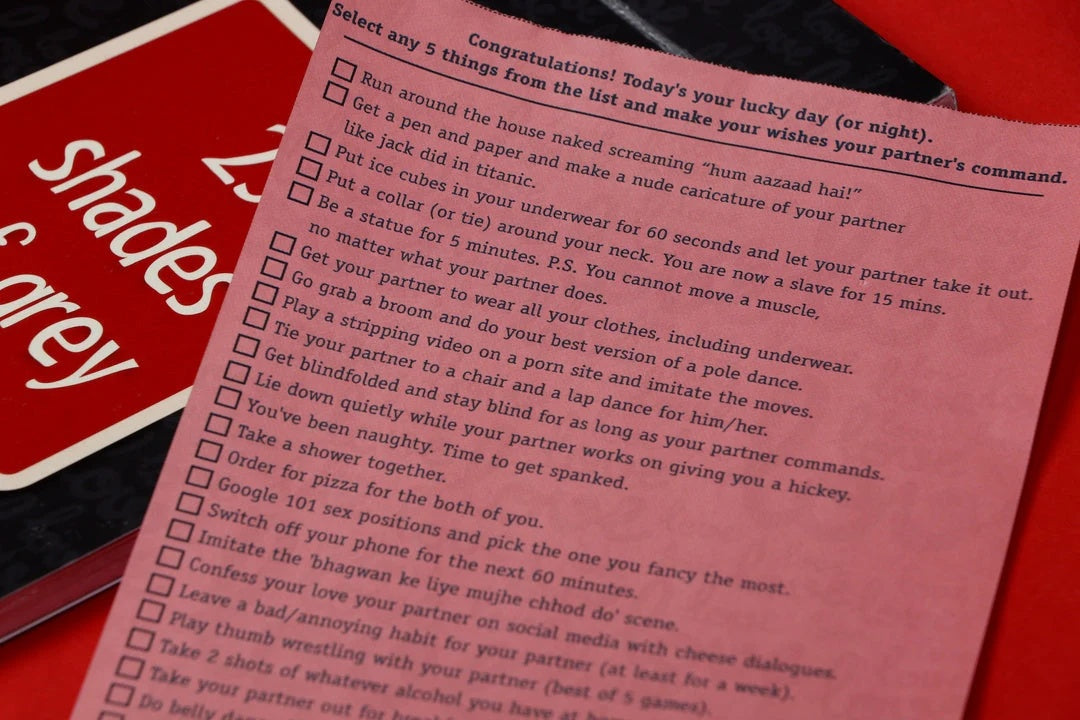 Congratulations! Today's your lucky day (or night).
Select any 5 things from the list and make your wishes your partner's command.
Run around the house naked screaming “hum aazaad hai!”
Get a pen and paper and make a nude caricature of your partner
like jack did in titanic.
Put ice cubes in your underwear for 60 seconds and let your partner take it out.
Put a collar (or tie) around your neck. You are now a slave for 15 mins.
Be a statue for 5 minutes. P.S. You cannot move a muscle,
no matter what your partner does.
Get your partner to wear all your clothes, including underwear.
Go grab a broom and do your best version of a pole dance.
Play a stripping video on a porn site and imitate the moves.
Tie your partner to a chair and a lap dance for him/her.
Get blindfolded and stay blind for as long as your partner commands.
Lie down quietly while your partner works on giving you a hickey.
You've been naughty. Time to get spanked.
Take a shower together.
Order for pizza for the both of you.
Google 101 sex positions and pick the one you fancy the most.
Switch off your phone for the next 60 minutes.
Imitate the 'bhagwan ke liye mujhe chhod do' scene.
Confess your love your partner on social media with cheese dialogues.
Leave a bad/annoying habit for your partner (at least for a week).
Play thumb wrestling with your partner (best of 5 games).
Take 2 shots of whatever alcohol you have at
Take your partner out for
Do belly
shades
grey